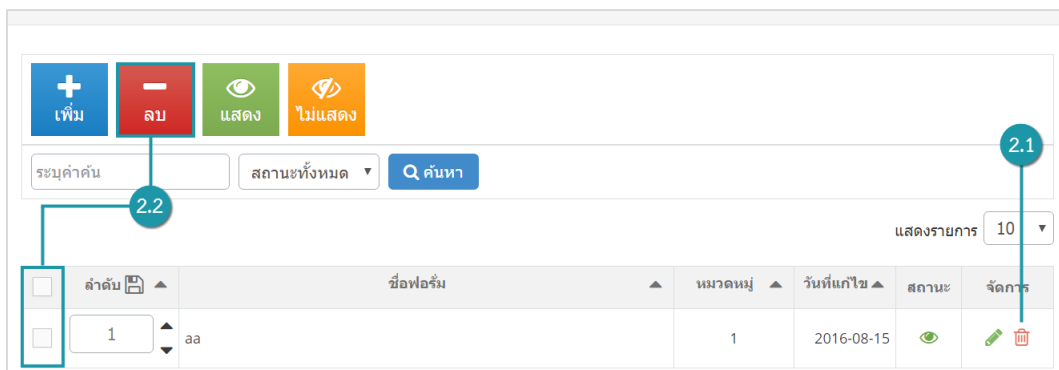 เพิ่ม ลบ แสดง ไม่แสดง
2.1
ระบุคำค้น สถานะทั้งหมด ค้นหา
2.2
แสดงรายการ 10
ลำดับ ชื่อฟอร์ม หมวดหมู่ วันที่แก้ไข สถานะ จัดการ
1 aa 1 2016-08-15